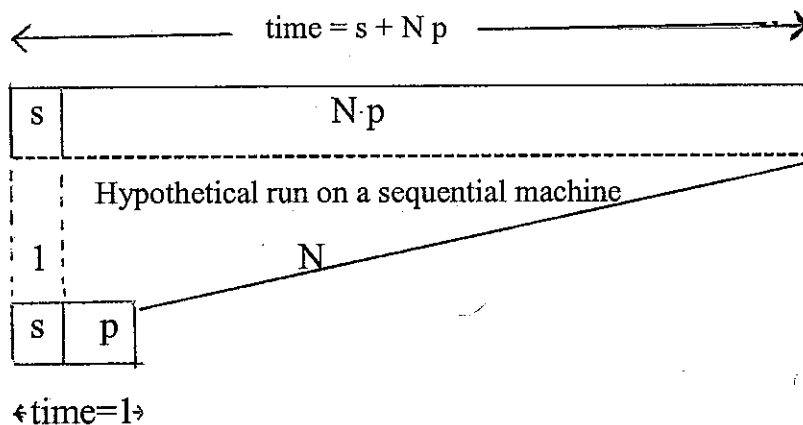 time = s + N p
s N·p
Hypothetical run on a sequential machine
1 N
s p
time=1